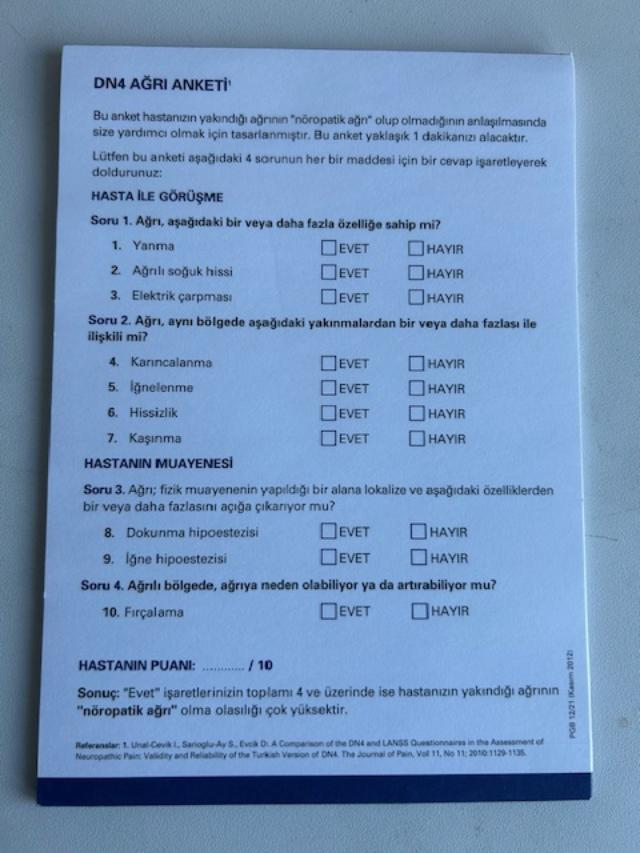 DN4 AĞRI ANKETİ¹
Bu anket hastanızın yakındığı ağrının "nöropatik ağrı" olup olmadığının anlaşılmasında
size yardımcı olmak için tasarlanmıştır. Bu anket yaklaşık 1 dakikanızı alacaktır.
Lütfen bu anketi aşağıdaki 4 sorunun her bir maddesi için bir cevap işaretleyerek
doldurunuz:
HASTA İLE GÖRÜŞME
Soru 1. Ağrı, aşağıdaki bir veya daha fazla özelliğe sahip mi?
1. Yanma EVET HAYIR
2. Ağrılı soğuk hissi EVET HAYIR
3. Elektrik çarpması EVET HAYIR
Soru 2. Ağrı, aynı bölgede aşağıdaki yakınmalardan bir veya daha fazlası ile
ilişkili mi?
4. Karıncalanma EVET HAYIR
5. İğnelenme EVET HAYIR
6. Hissizlik EVET HAYIR
7. Kaşınma EVET HAYIR
HASTANIN MUAYENESİ
Soru 3. Ağrı; fizik muayenenin yapıldığı bir alana lokalize ve aşağıdaki özelliklerden
bir veya daha fazlasını açığa çıkarıyor mu?
8. Dokunma hipoestezisi EVET HAYIR
9. İğne hipoestezisi EVET HAYIR
Soru 4. Ağrılı bölgede, ağrıya neden olabiliyor ya da artırabiliyor mu?
10. Fırçalama EVET HAYIR
HASTANIN PUANI: ............ / 10
Sonuç: "Evet" işaretlerinizin toplamı 4 ve üzerinde ise hastanızın yakındığı ağrının
"nöropatik ağrı" olma olasılığı çok yüksektir.
Referanslar: 1. Unal-Cevik I., Sarioglu-Ay S., Evcik D. A Comparison of the DN4 and LANSS Questionnaires in the Assessment of
Neuropathic Pain: Validity and Reliability of the Turkish Version of DN4. The Journal of Pain, Vol 11, No 11; 2010:1129-1135.
PGB 12/21 (Kasım 2012)